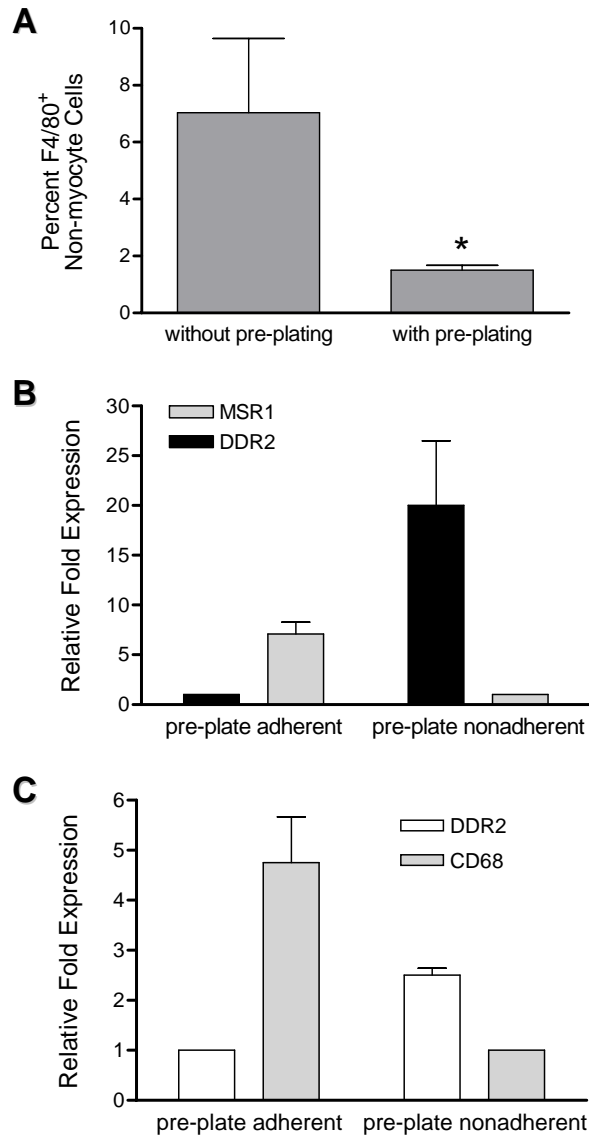 A
Percent F4/80⁺
Non-myocyte Cells
10
8
6
4
2
0
*
without pre-plating
with pre-plating
B
Relative Fold Expression
30
25
20
15
10
5
0
MSR1
DDR2
pre-plate adherent
pre-plate nonadherent
C
Relative Fold Expression
6
5
4
3
2
1
0
DDR2
CD68
pre-plate adherent
pre-plate nonadherent